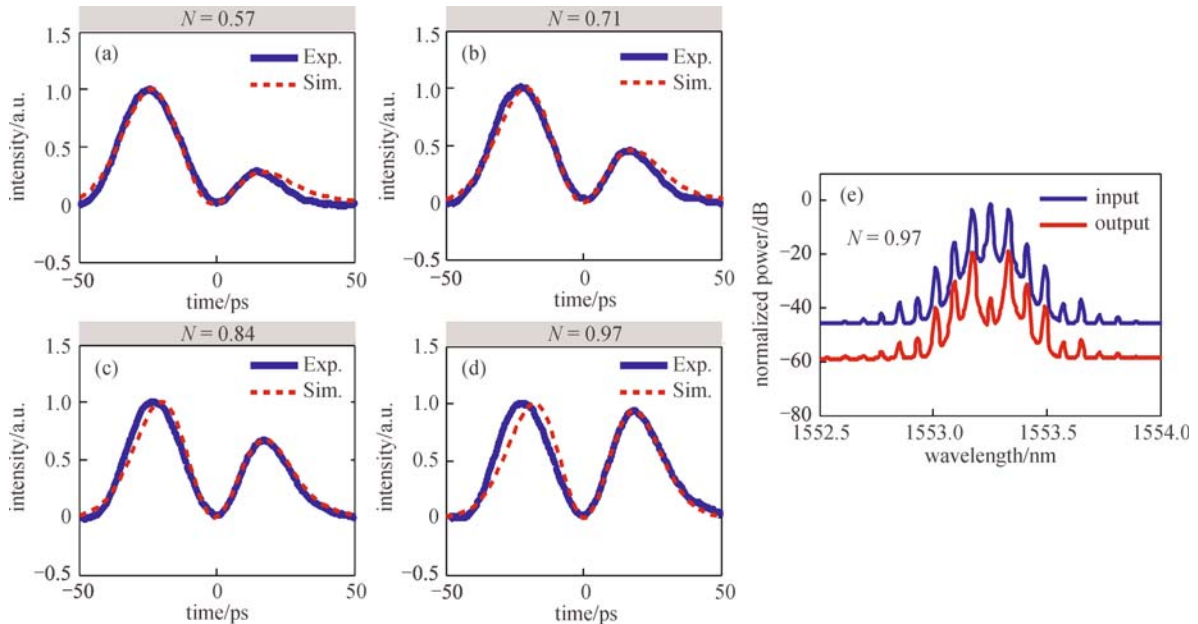 N = 0.57
(a)
Exp.
Sim.
intensity/a.u.
1.5
1.0
0.5
0
−0.5
−50
0
50
time/ps
N = 0.71
(b)
Exp.
Sim.
intensity/a.u.
1.5
1.0
0.5
0
−0.5
−50
0
50
time/ps
N = 0.84
(c)
Exp.
Sim.
intensity/a.u.
1.5
1.0
0.5
0
−0.5
−50
0
50
time/ps
N = 0.97
(d)
Exp.
Sim.
intensity/a.u.
1.5
1.0
0.5
0
−0.5
−50
0
50
time/ps
(e)
input
output
N = 0.97
normalized power/dB
0
−20
−40
−60
−80
1552.5
1553.0
1553.5
1554.0
wavelength/nm